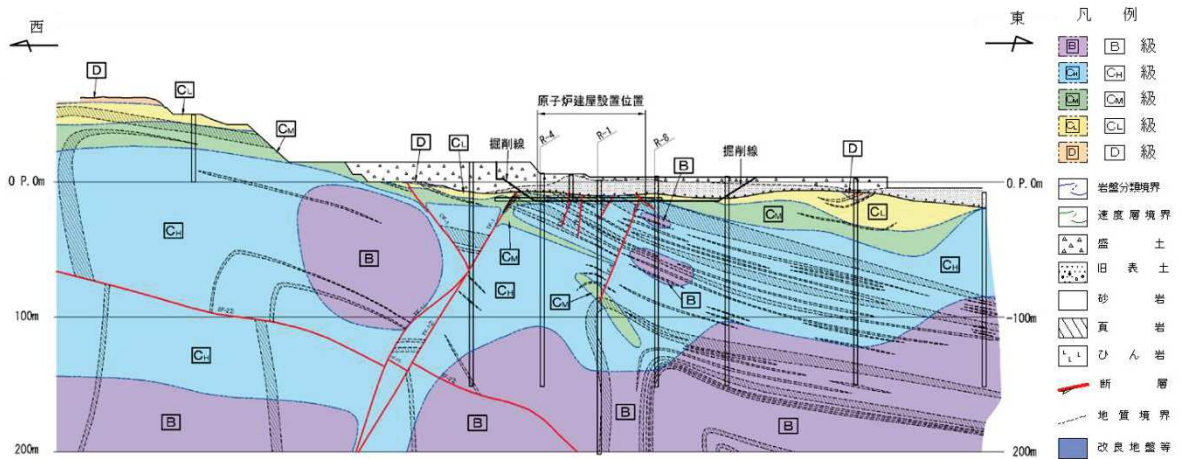 西
東
凡 例
B B 級
CH CH 級
CM CM 級
CL CL 級
D D 級
岩盤分類境界
速度層境界
盛 土
旧 表 土
砂 岩
頁 岩
ひ ん 岩
断 層
地 質 境 界
改 良 地 盤 等
D
CL
CM
D
CL
掘削線
原子炉建屋設置位置
R-4
R-1
R-8
B
掘削線
D
O.P.0m
O.P.0m
CH
B
CM
CH
CM
B
CM
CL
CH
100m
-100m
CH
B
B
B
B
200m
200m